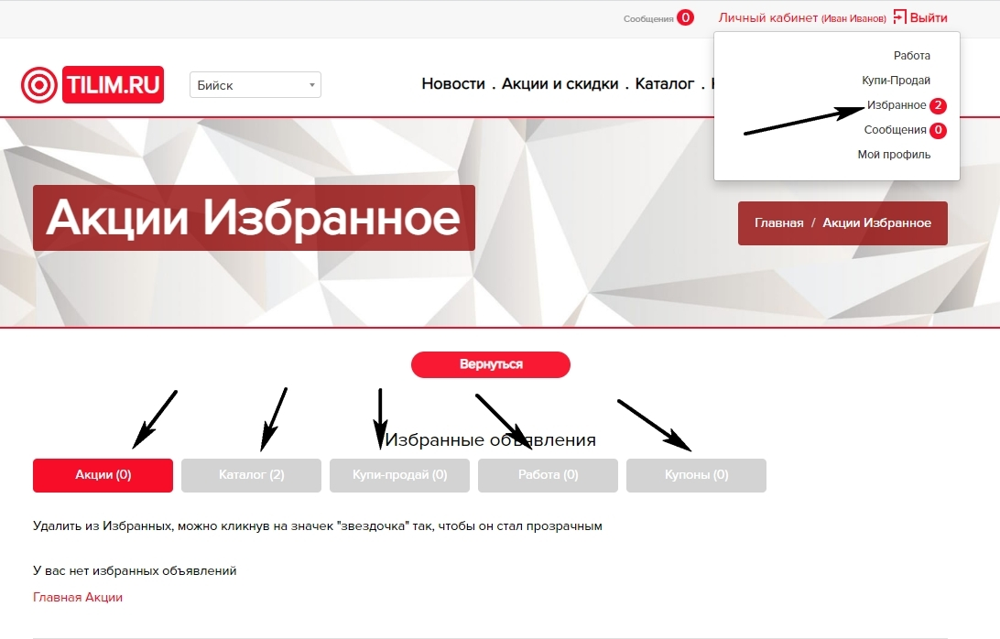 Сообщения 0 Личный кабинет (Иван Иванов) Выйти
TILIM.RU Бийск Новости . Акции и скидки . Каталог .
Работа
Купи-Продай
Избранное 2
Сообщения 0
Мой профиль
Акции Избранное
Главная / Акции Избранное
Вернуться
Избранные объявления
Акции (0) Каталог (2) Купи-продай (0) Работа (0) Купоны (0)
Удалить из Избранных, можно кликнув на значек "звездочка" так, чтобы он стал прозрачным
У вас нет избранных объявлений
Главная Акции